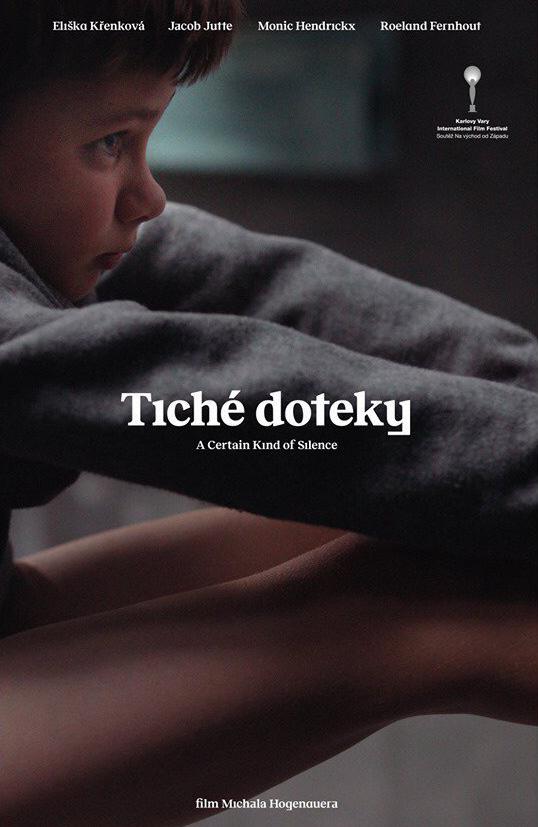 Eliška Křenková Jacob Jutte Monic Hendrickx Roeland Fernhout
Karlovy Vary
International Film Festival
Soutěž Na východ od Západu
Tiché doteky
A Certain Kind of Silence
film Michala Hogenauera